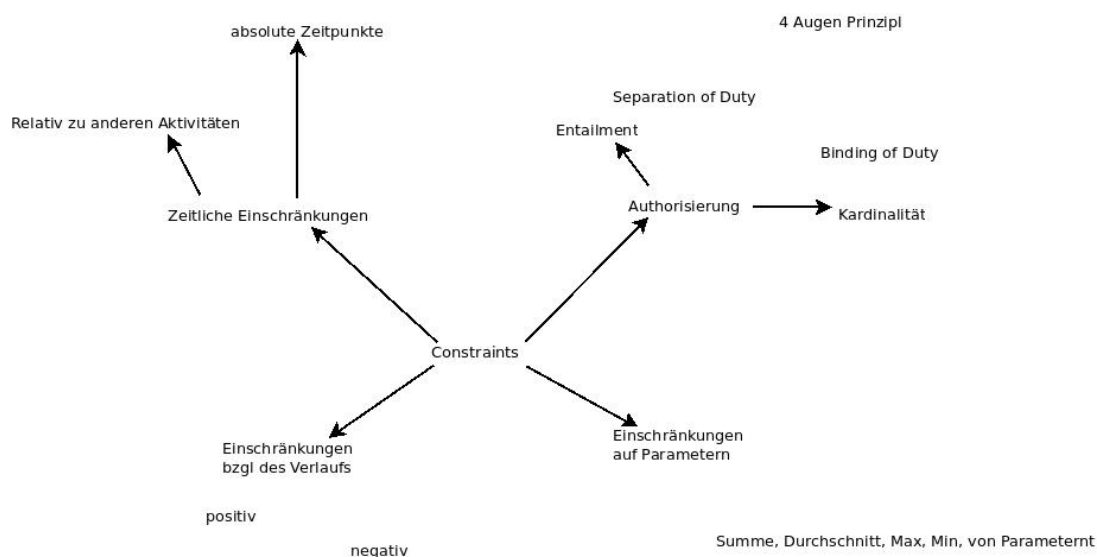 4 Augen Prinzipl
absolute Zeitpunkte
Separation of Duty
Relativ zu anderen Aktivitäten
Entailment
Binding of Duty
Zeitliche Einschränkungen
Authorisierung
Kardinalität
Constraints
Einschränkungen
bzgl des Verlaufs
Einschränkungen
auf Parametern
positiv
negativ
Summe, Durchschnitt, Max, Min, von Parameternt